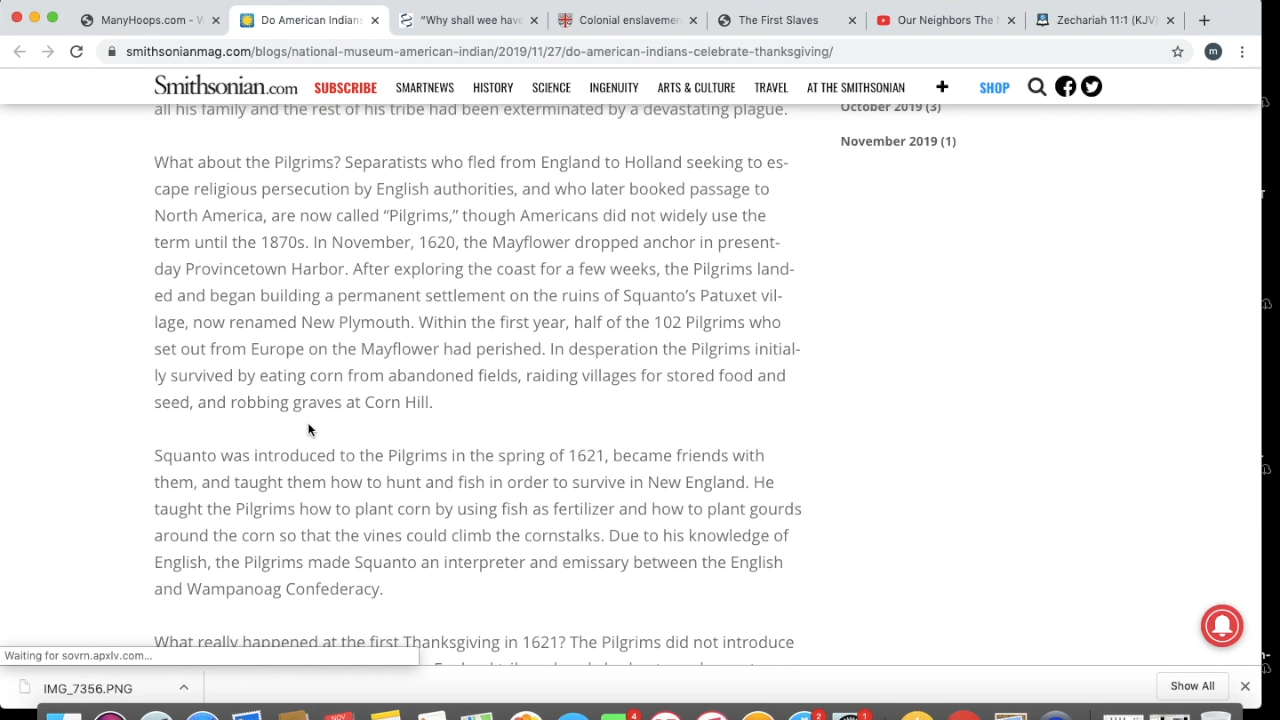 ManyHoops.com - W
Do American Indians
"Why shall wee hav
Colonial enslavemen
The First Slaves
Our Neighbors The N
Zechariah 11:1 (KJV)
smithsonianmag.com/blogs/national-museum-american-indian/2019/11/27/do-american-indians-celebrate-thanksgiving/
m
Smithsonian.com
SUBSCRIBE
SMARTNEWS
HISTORY
SCIENCE
INGENUITY
ARTS & CULTURE
TRAVEL
AT THE SMITHSONIAN
SHOP
all his family and the rest of his tribe had been exterminated by a devastating plague.
October 2019 (3)
November 2019 (1)
What about the Pilgrims? Separatists who fled from England to Holland seeking to es-
cape religious persecution by English authorities, and who later booked passage to
North America, are now called “Pilgrims,” though Americans did not widely use the
term until the 1870s. In November, 1620, the Mayflower dropped anchor in present-
day Provincetown Harbor. After exploring the coast for a few weeks, the Pilgrims land-
ed and began building a permanent settlement on the ruins of Squanto’s Patuxet vil-
lage, now renamed New Plymouth. Within the first year, half of the 102 Pilgrims who
set out from Europe on the Mayflower had perished. In desperation the Pilgrims initial-
ly survived by eating corn from abandoned fields, raiding villages for stored food and
seed, and robbing graves at Corn Hill.
Squanto was introduced to the Pilgrims in the spring of 1621, became friends with
them, and taught them how to hunt and fish in order to survive in New England. He
taught the Pilgrims how to plant corn by using fish as fertilizer and how to plant gourds
around the corn so that the vines could climb the cornstalks. Due to his knowledge of
English, the Pilgrims made Squanto an interpreter and emissary between the English
and Wampanoag Confederacy.
What really happened at the first Thanksgiving in 1621? The Pilgrims did not introduce
Waiting for sovrn.apxlv.com...
IMG_7356.PNG
Show All
NOV
4
2
1